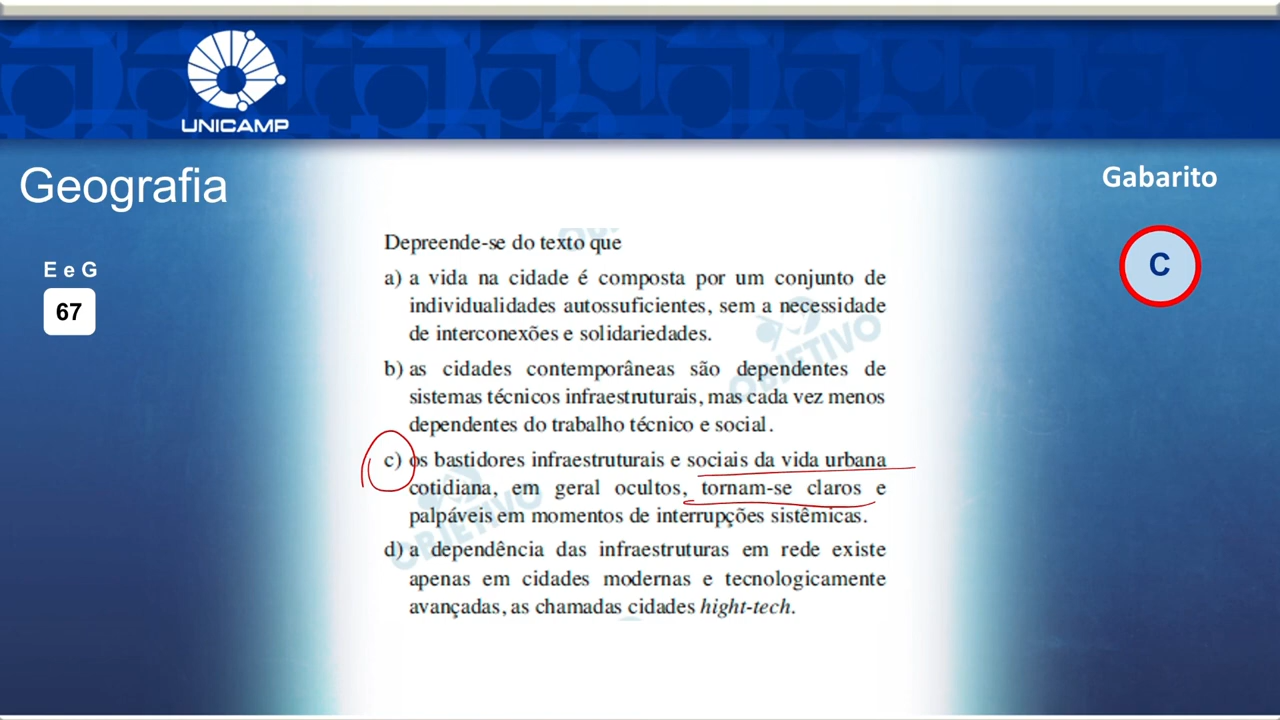 UNICAMP
Geografia
Gabarito
C
E e G
67
Depreende-se do texto que
a) a vida na cidade é composta por um conjunto de
individualidades autossuficientes, sem a necessidade
de interconexões e solidariedades.
b) as cidades contemporâneas são dependentes de
sistemas técnicos infraestruturais, mas cada vez menos
dependentes do trabalho técnico e social.
c) os bastidores infraestruturais e sociais da vida urbana
cotidiana, em geral ocultos, tornam-se claros e
palpáveis em momentos de interrupções sistêmicas.
d) a dependência das infraestruturas em rede existe
apenas em cidades modernas e tecnologicamente
avançadas, as chamadas cidades hight-tech.
OBJETIVO
OBJETIVO